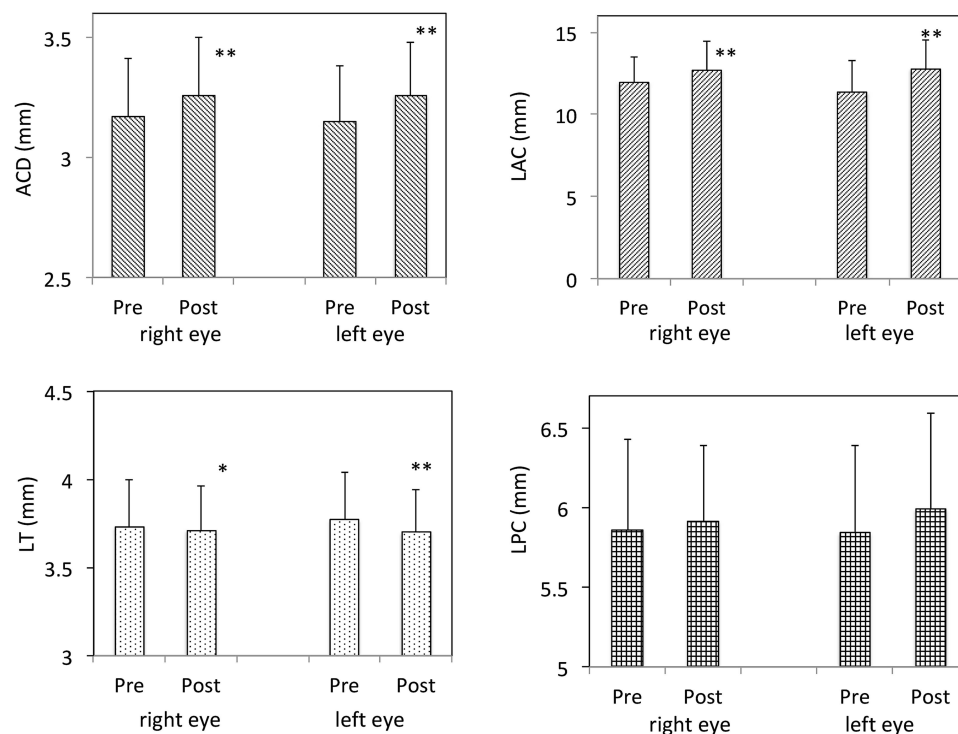 ACD (mm)
3.5
3
2.5
**
**
Pre Post Pre Post
right eye left eye
LAC (mm)
15
10
5
0
**
**
Pre Post Pre Post
right eye left eye
LT (mm)
4.5
4
3.5
3
*
**
Pre Post Pre Post
right eye left eye
LPC (mm)
6.5
6
5.5
5
Pre Post Pre Post
right eye left eye